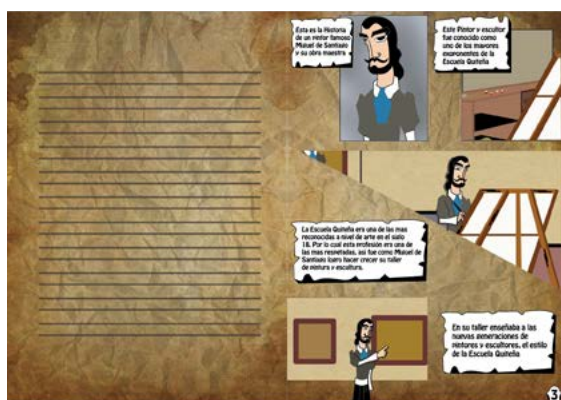 Esta es la Historia
de un pintor famoso
Miguel de Santiago
y su obra maestra
Este Pintor y escultor
fue conocido como
uno de los mayores
exponentes de la
Escuela Quiteña
La Escuela Quiteña era una de las mas
reconocidas a nivel de arte en el siglo
18. Por lo cual esta profesión era una de
las mas respetadas, asi fue como Miguel de
Santiago logro hacer crecer su taller
de pintura y escultura.
En su taller enseñaba a las
nuevas generaciones de
pintores y escultores, el estilo
de la Escuela Quiteña
3